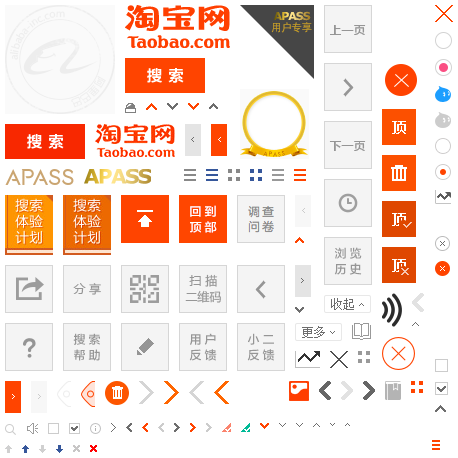 淘宝网
Taobao.com
APASS
用户专享
上一页
搜 索
搜 索
淘宝网
Taobao.com
顶
下一页
APASS
APASS
APASS
搜索
体验
计划
搜索
体验
计划
回 到
顶 部
调 查
问 卷
顶
浏 览
历 史
顶
分 享
扫 描
二维码
收起
更多
?
搜 索
帮 助
用 户
反 馈
小 二
反 馈